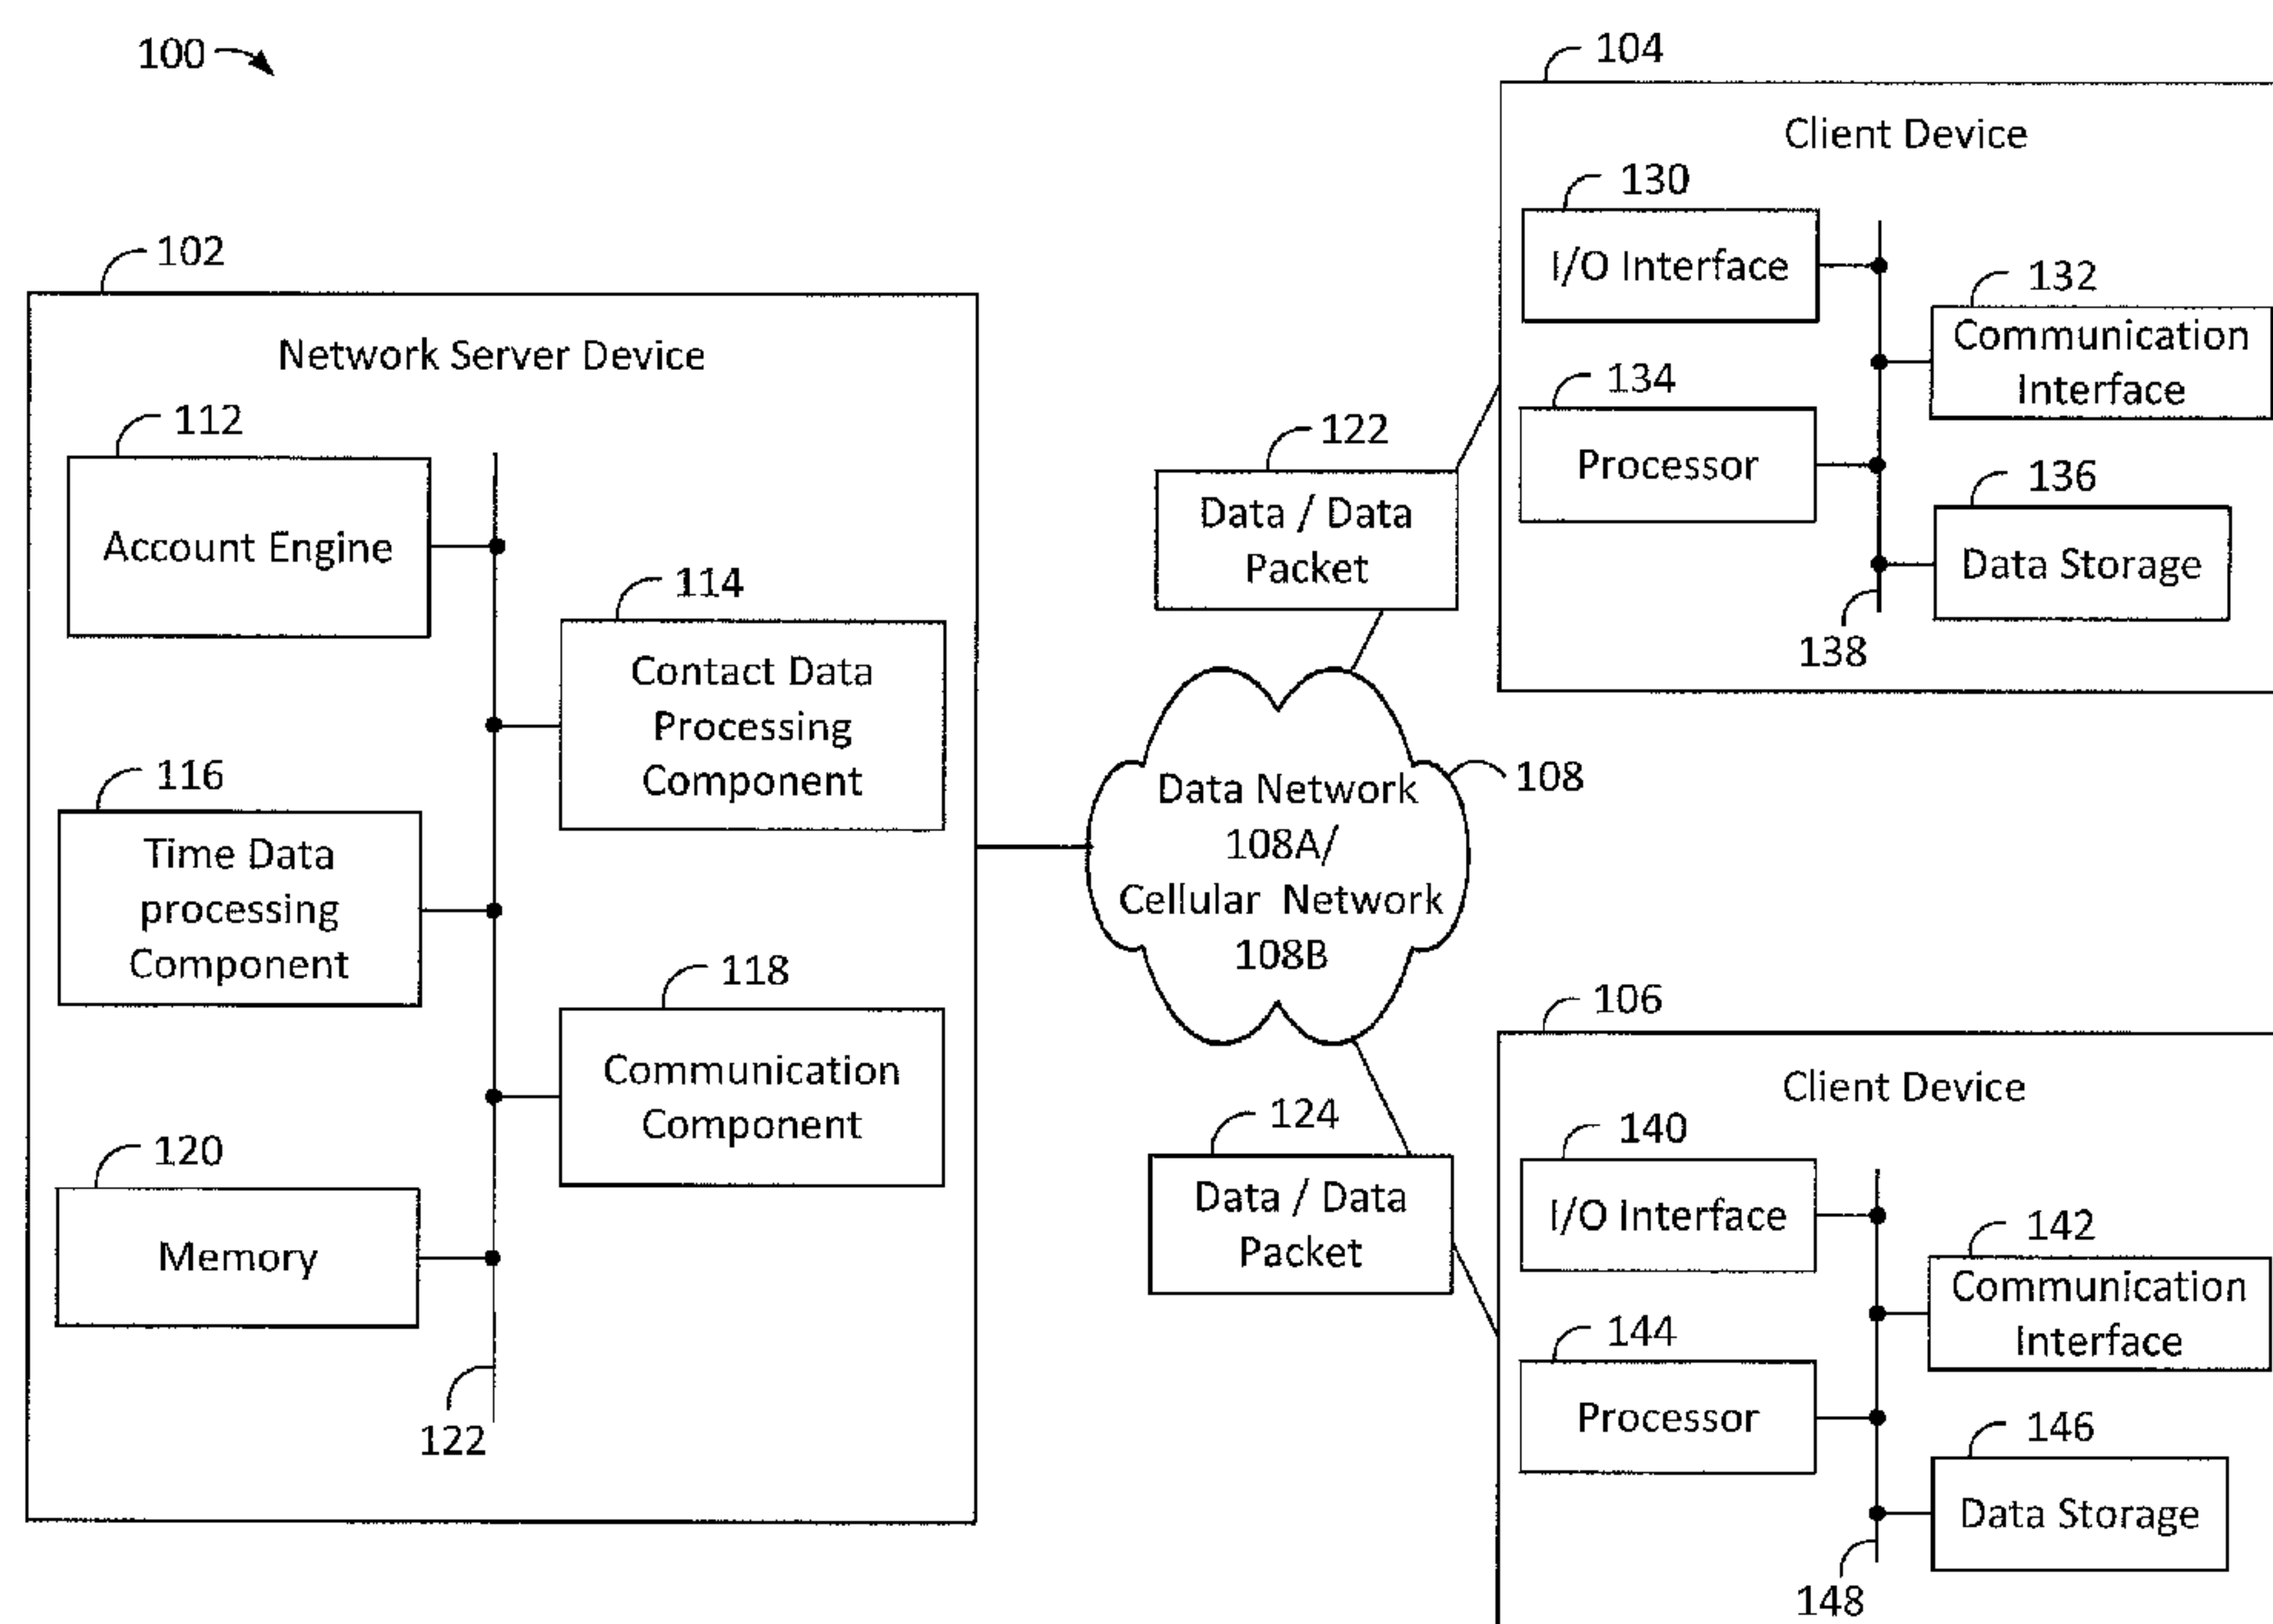 100
102
Network Server Device
112
Account Engine
114
Contact Data
Processing
Component
116
Time Data
processing
Component
118
Communication
Component
120
Memory
122
122
Data / Data
Packet
108
Data Network
108A/
Cellular Network
108B
124
Data / Data
Packet
104
Client Device
130
I/O Interface
132
Communication
Interface
134
Processor
136
Data Storage
138
106
Client Device
140
I/O Interface
142
Communication
Interface
144
Processor
146
Data Storage
148